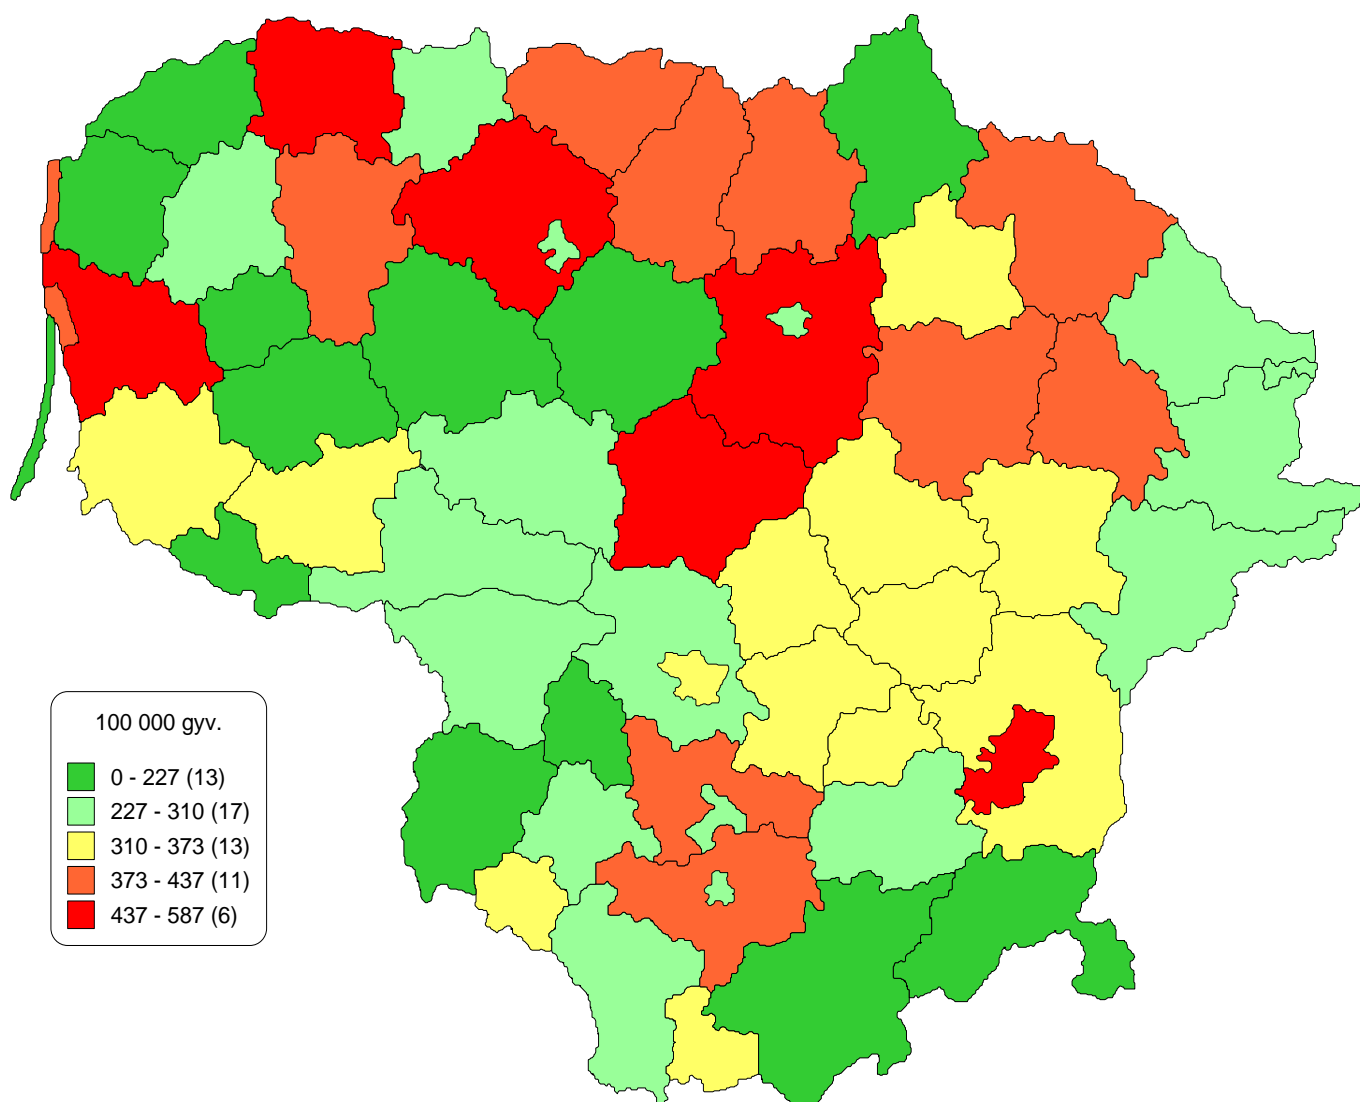 100 000 gyv.
0 - 227 (13)
227 - 310 (17)
310 - 373 (13)
373 - 437 (11)
437 - 587 (6)